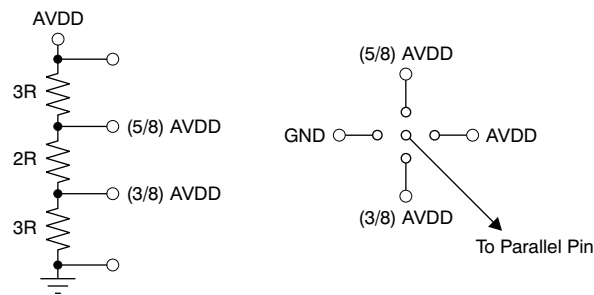 AVDD
3R
(5/8) AVDD
2R
(3/8) AVDD
3R
(5/8) AVDD
GND
AVDD
(3/8) AVDD
To Parallel Pin